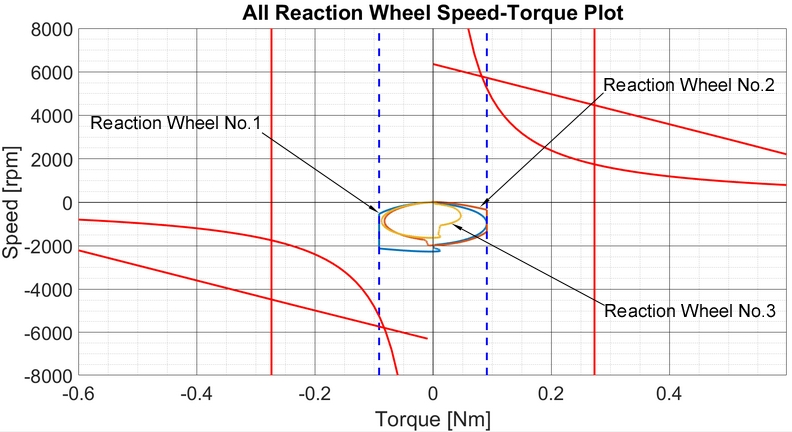 All Reaction Wheel Speed-Torque Plot
8000
6000
Reaction Wheel No.2
4000
Reaction Wheel No.1
2000
Speed [rpm]
0
-2000
-4000
Reaction Wheel No.3
-6000
-8000
-0.6 -0.4 -0.2 0 0.2 0.4
Torque [Nm]